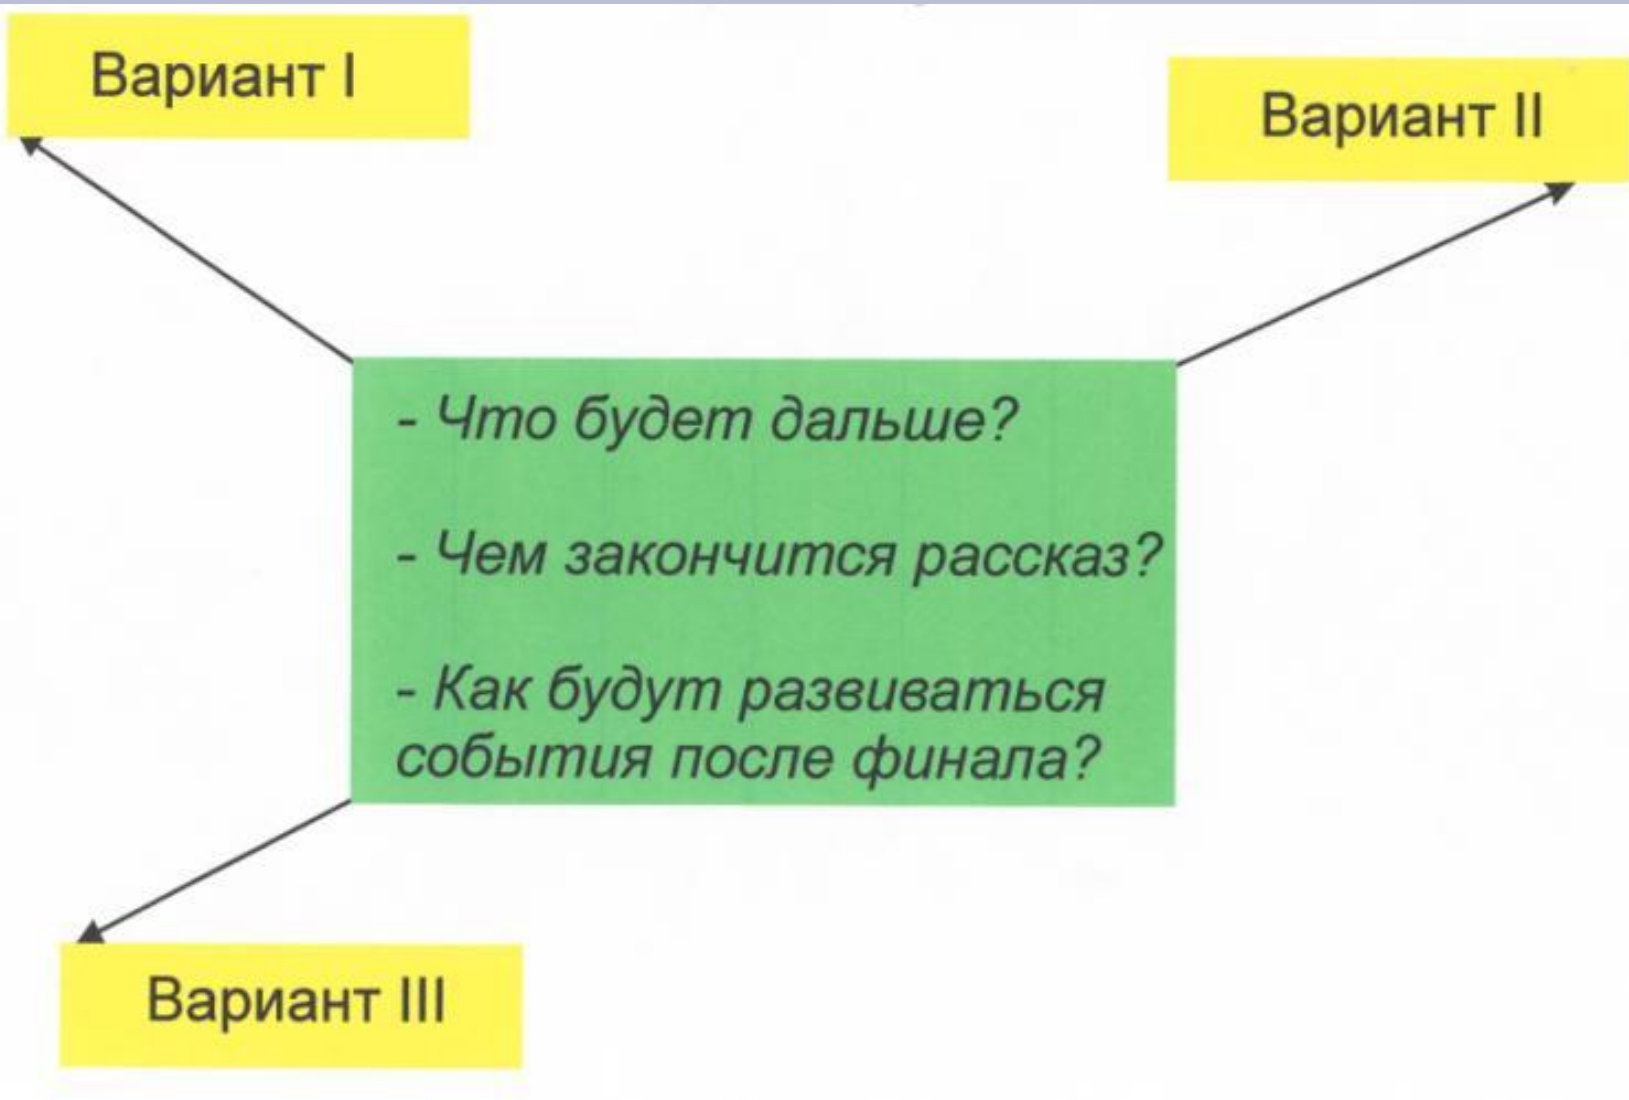 Вариант I
Вариант II
- Что будет дальше?
- Чем закончится рассказ?
- Как будут развиваться
события после финала?
Вариант III